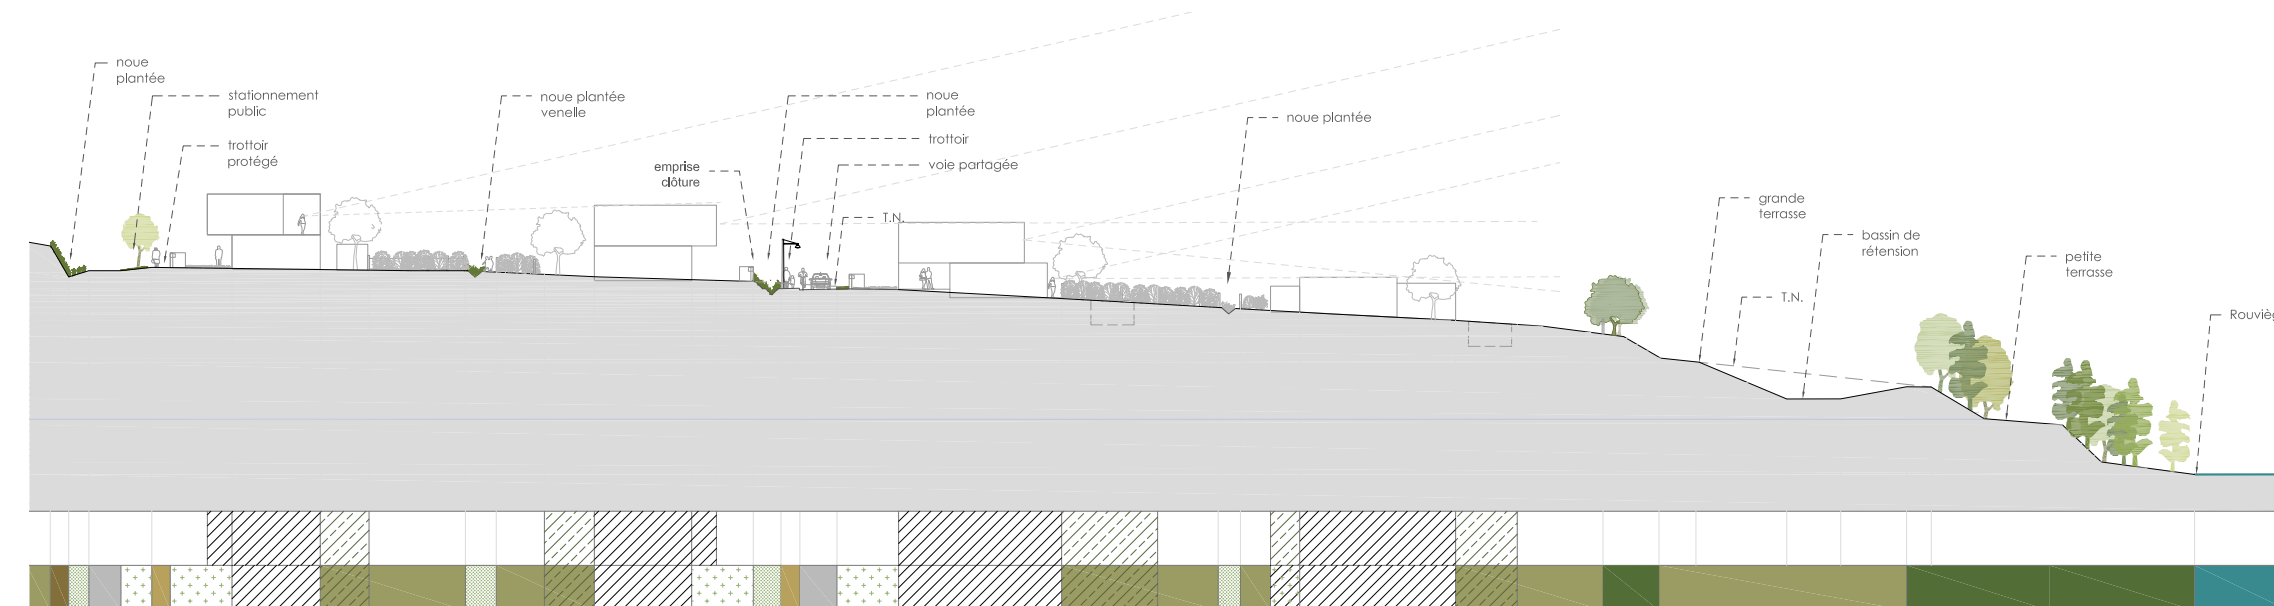 noue
plantée
stationnement
public
trottoir
protégé
noue plantée
venelle
emprise
clôture
noue
plantée
trottoir
voie partagée
T.N.
noue plantée
grande
terrasse
bassin de
rétension
T.N.
petite
terrasse